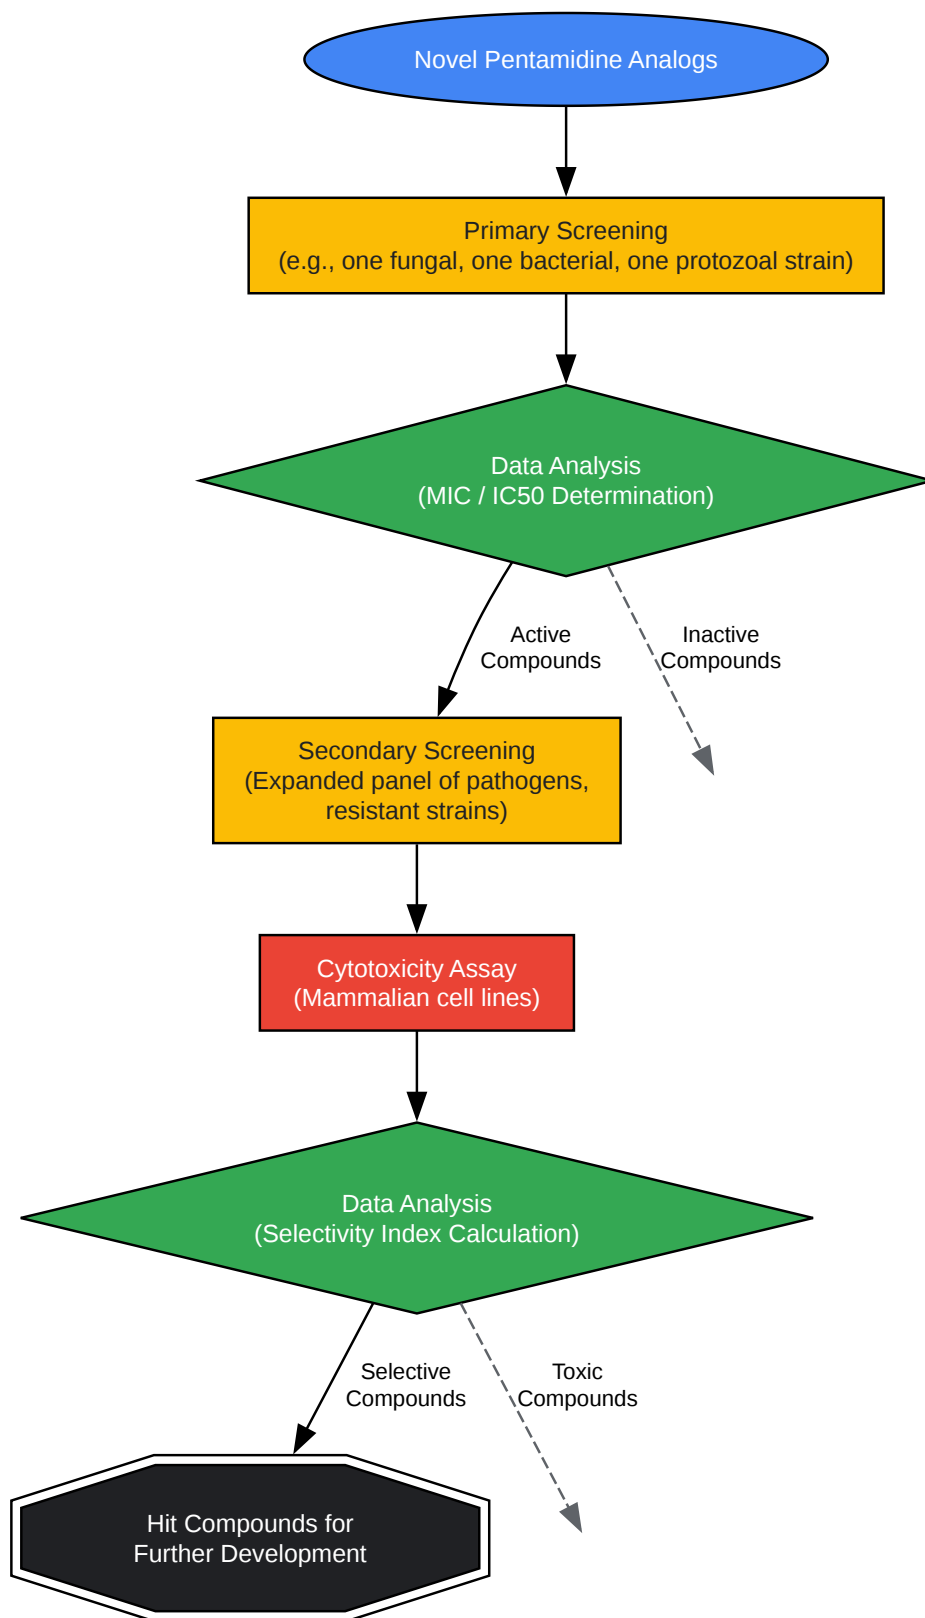 Novel Pentamidine Analogs
Primary Screening
(e.g., one fungal, one bacterial, one protozoal strain)
Data Analysis
(MIC / IC50 Determination)
Active
Compounds
Inactive
Compounds
Secondary Screening
(Expanded panel of pathogens,
resistant strains)
Cytotoxicity Assay
(Mammalian cell lines)
Data Analysis
(Selectivity Index Calculation)
Selective
Compounds
Toxic
Compounds
Hit Compounds for
Further Development